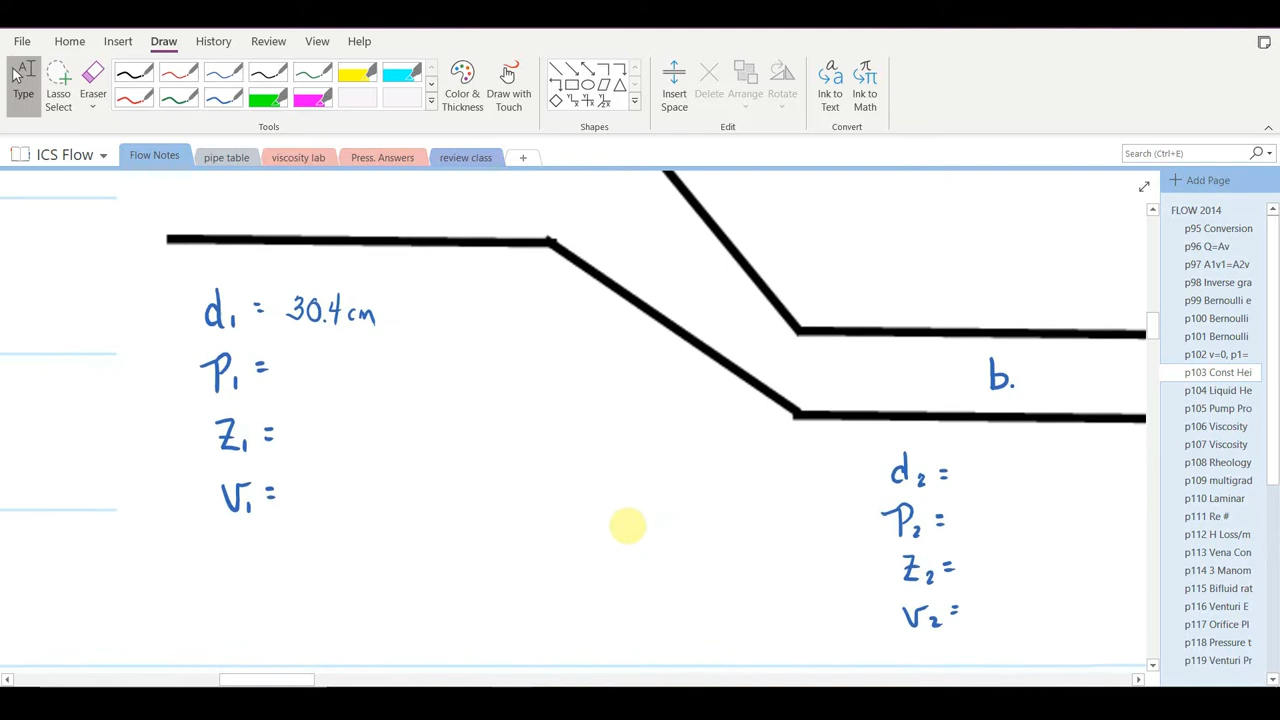 File Home Insert Draw History Review View Help
Type
Lasso Select
Eraser
Color & Thickness
Draw with Touch
Insert Space
Delete
Arrange
Rotate
Ink to Text
Ink to Math
Tools Shapes Edit Convert
ICS Flow Flow Notes pipe table viscosity lab Press. Answers review class + Search (Ctrl+E)
+ Add Page
FLOW 2014
p95 Conversion
p96 Q=Av
p97 A1v1=A2v
p98 Inverse gra
p99 Bernoulli e
p100 Bernoulli
p101 Bernoulli
p102 v=0, p1=
p103 Const Hei
p104 Liquid He
p105 Pump Pro
p106 Viscosity
p107 Viscosity
p108 Rheology
p109 multigrad
p110 Laminar
p111 Re #
p112 H Loss/m
p113 Vena Con
p114 3 Manom
p115 Bifluid rat
p116 Venturi E
p117 Orifice Pl
p118 Pressure t
p119 Venturi Pr
d₁ = 30.4 cm
P₁ =
Z₁ =
V₁ =
b.
d₂ =
P₂ =
Z₂ =
V₂ =